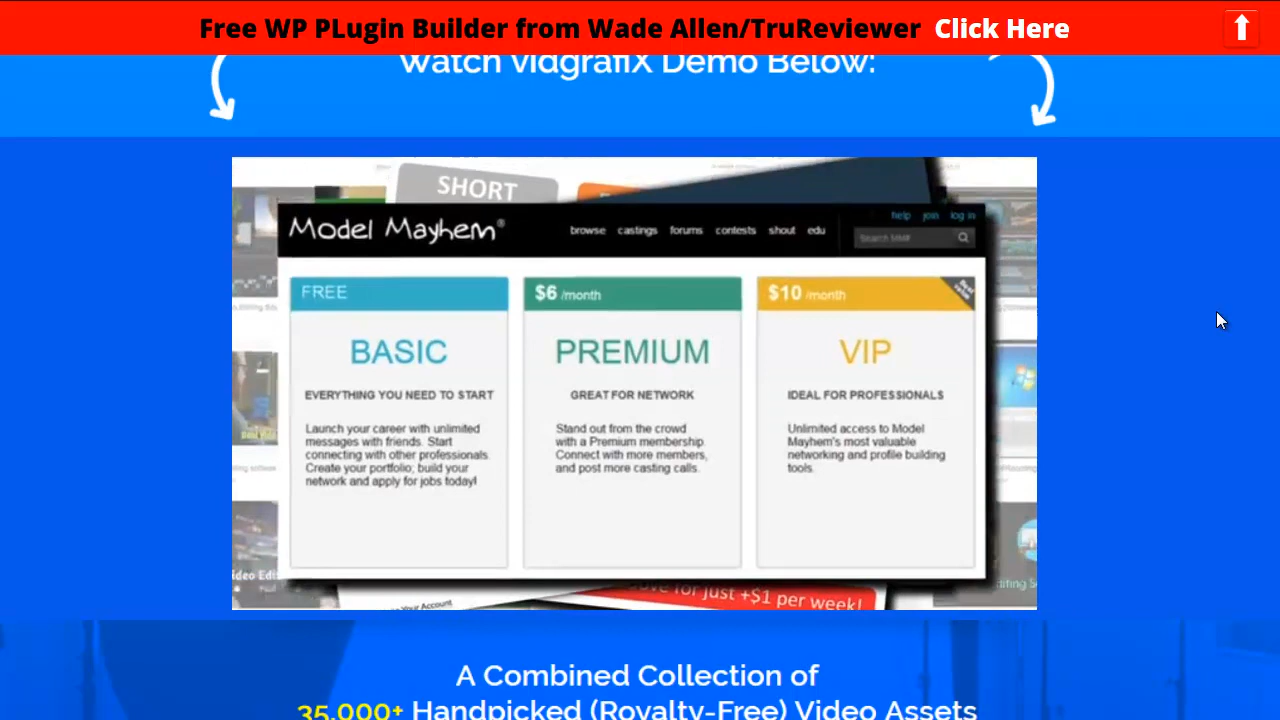 Free WP PLugin Builder from Wade Allen/TruReviewer Click Here
Watch VidgrafiX Demo Below:
SHORT
Model Mayhem®
help join log in
browse castings forums contests shout edu
Search MM#
FREE
BASIC
EVERYTHING YOU NEED TO START
Launch your career with unlimited
messages with friends. Start
connecting with other professionals.
Create your portfolio; build your
network and apply for jobs today!
$6 /month
PREMIUM
GREAT FOR NETWORK
Stand out from the crowd
with a Premium membership.
Connect with more members,
and post more casting calls.
$10 /month
Best value
VIP
IDEAL FOR PROFESSIONALS
Unlimited access to Model
Mayhem's most valuable
networking and profile building
tools.
Your Account
for just +$1 per week!
A Combined Collection of
35,000+ Handpicked (Royalty-Free) Video Assets